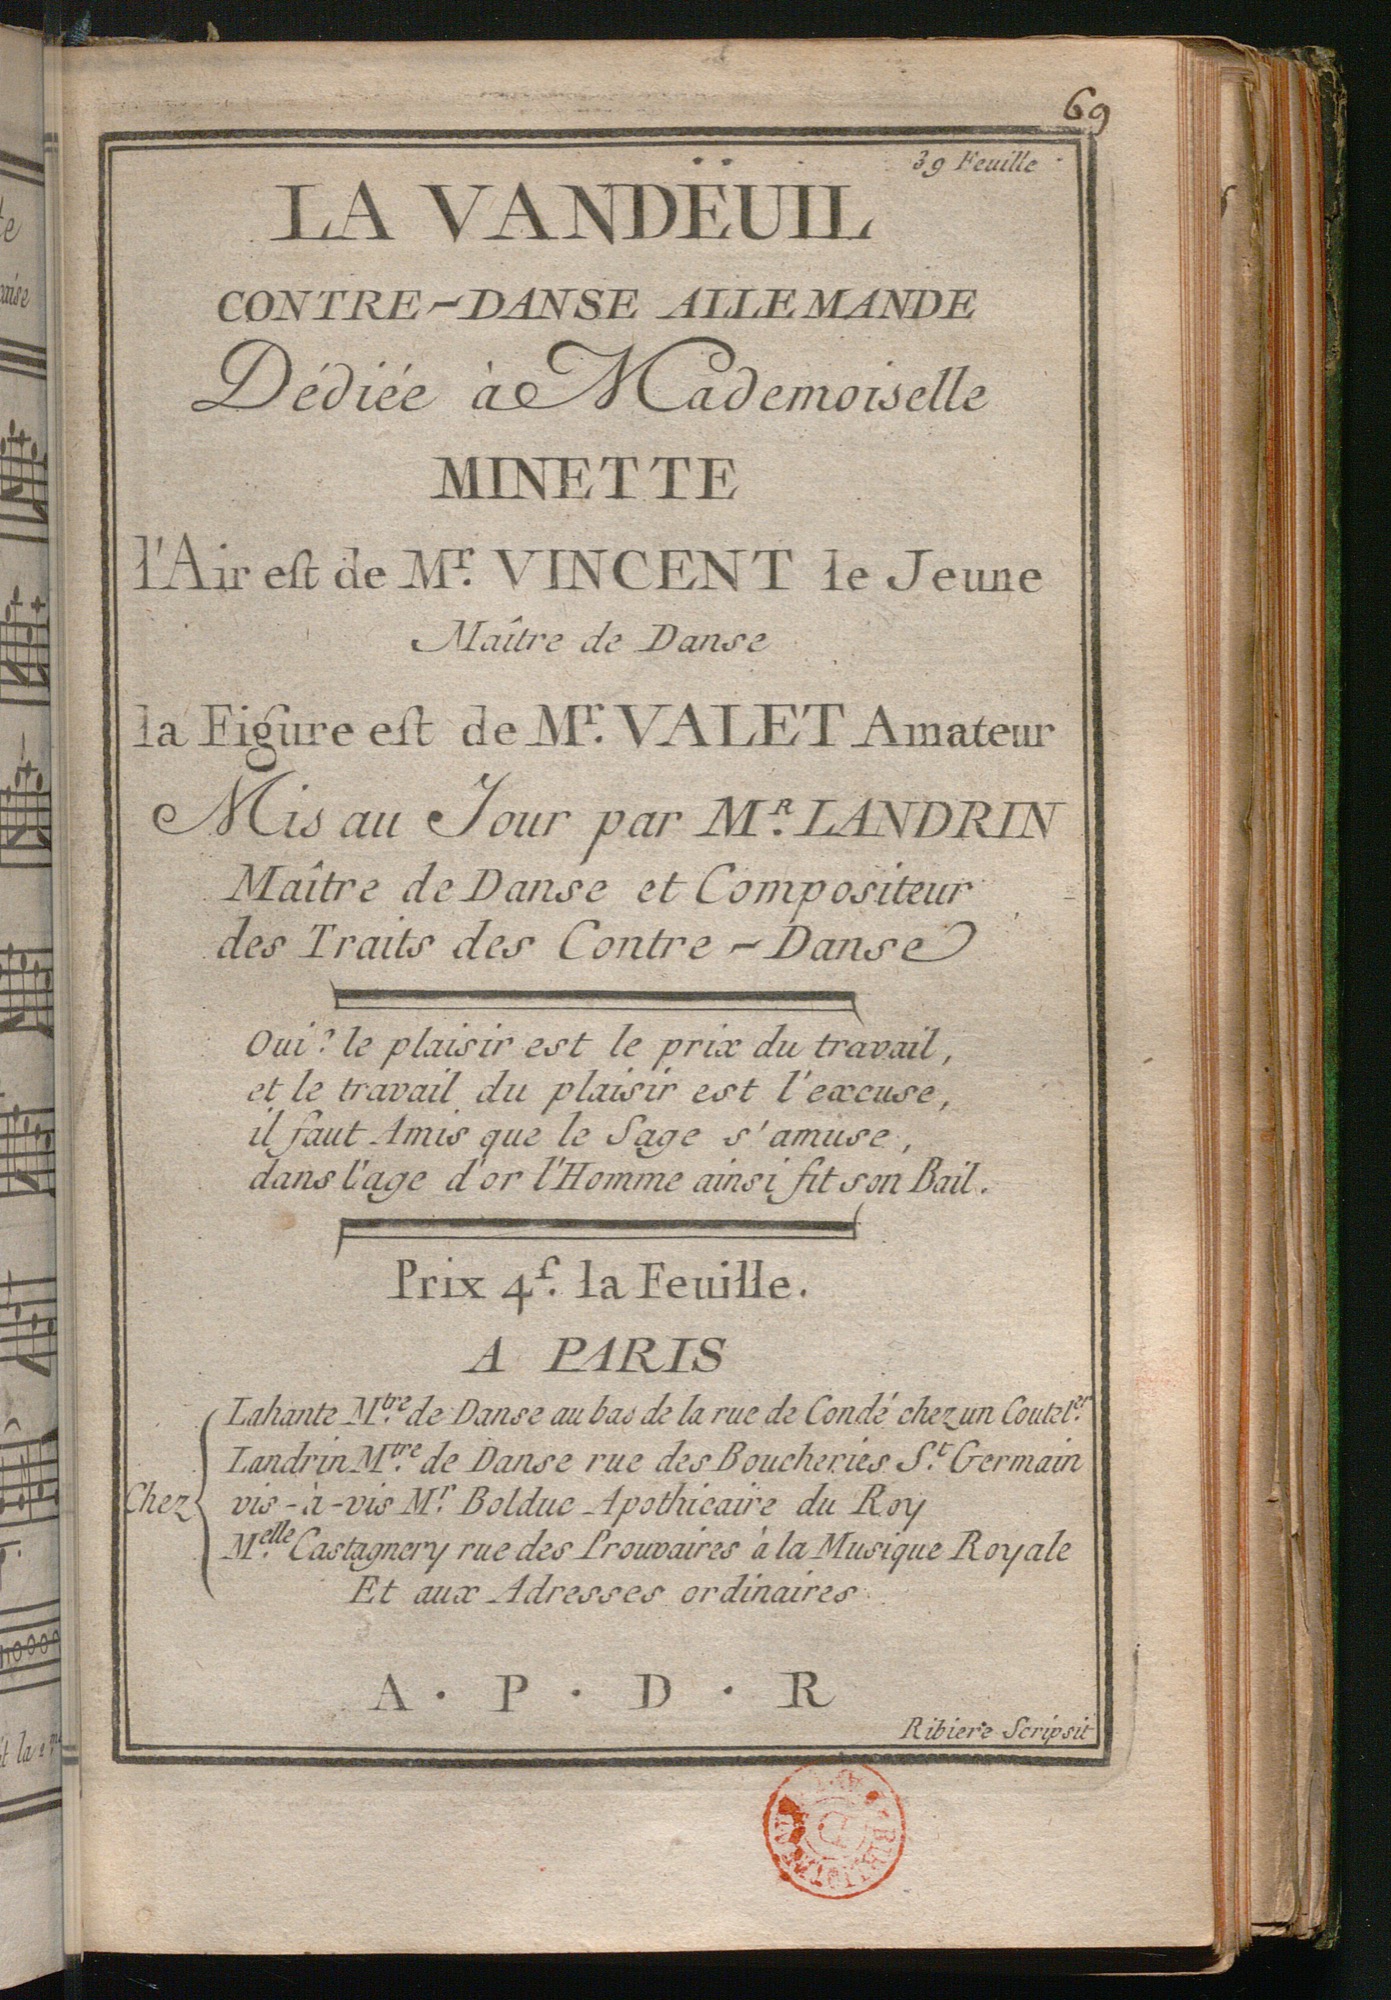 69
39 Feuille
LA VANDËUIL
CONTRE-DANSE ALLEMANDE
Dédiée à Mademoiselle
MINETTE
l'Air eſt de Mr. VINCENT le Jeune
Maître de Danse
la Figure eſt de Mr. VALET Amateur
Mis au Jour par MR. LANDRIN
Maître de Danse et Compositeur
des Traits des Contre-Danse
Oui? le plaisir est le prix du travail,
et le travail du plaisir est l'excuse,
il faut Amis que le Sage s'amuse,
dans l'age d'or l'Homme ainsi fit son Bail.
Prix 4ſ. la Feuille.
A PARIS
Lahante Mtre. de Danse au bas de la rue de Condé chez un Couteler.
Landrin Mtre. de Danse rue des Boucheries St. Germain
Chez vis-à-vis Mr. Bolduc Apothicaire du Roy
Melle. Castagnery rue des Prouvaires à la Musique Royale
Et aux Adresses ordinaires
A . P . D . R
Ribiere Scripsit